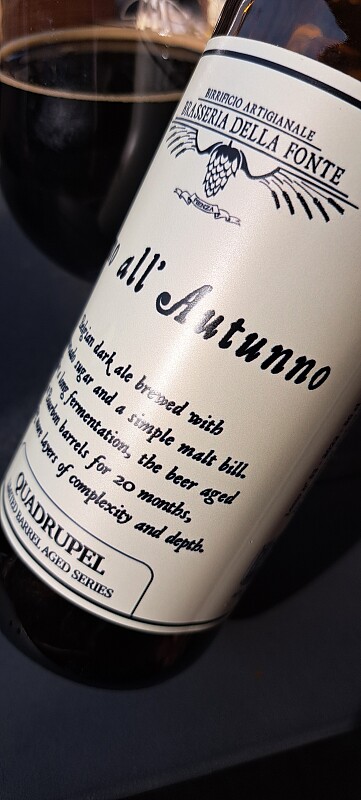 BIRRIFICIO ARTIGIANALE
BRASSERIA DELLA FONTE
PIENZA
all' Autunno
dark ale brewed with
sugar and a simple malt bill.
long fermentation, the beer aged
barrels for 20 months,
layers of complexity and depth.
QUADRUPEL
BARREL AGED SERIES